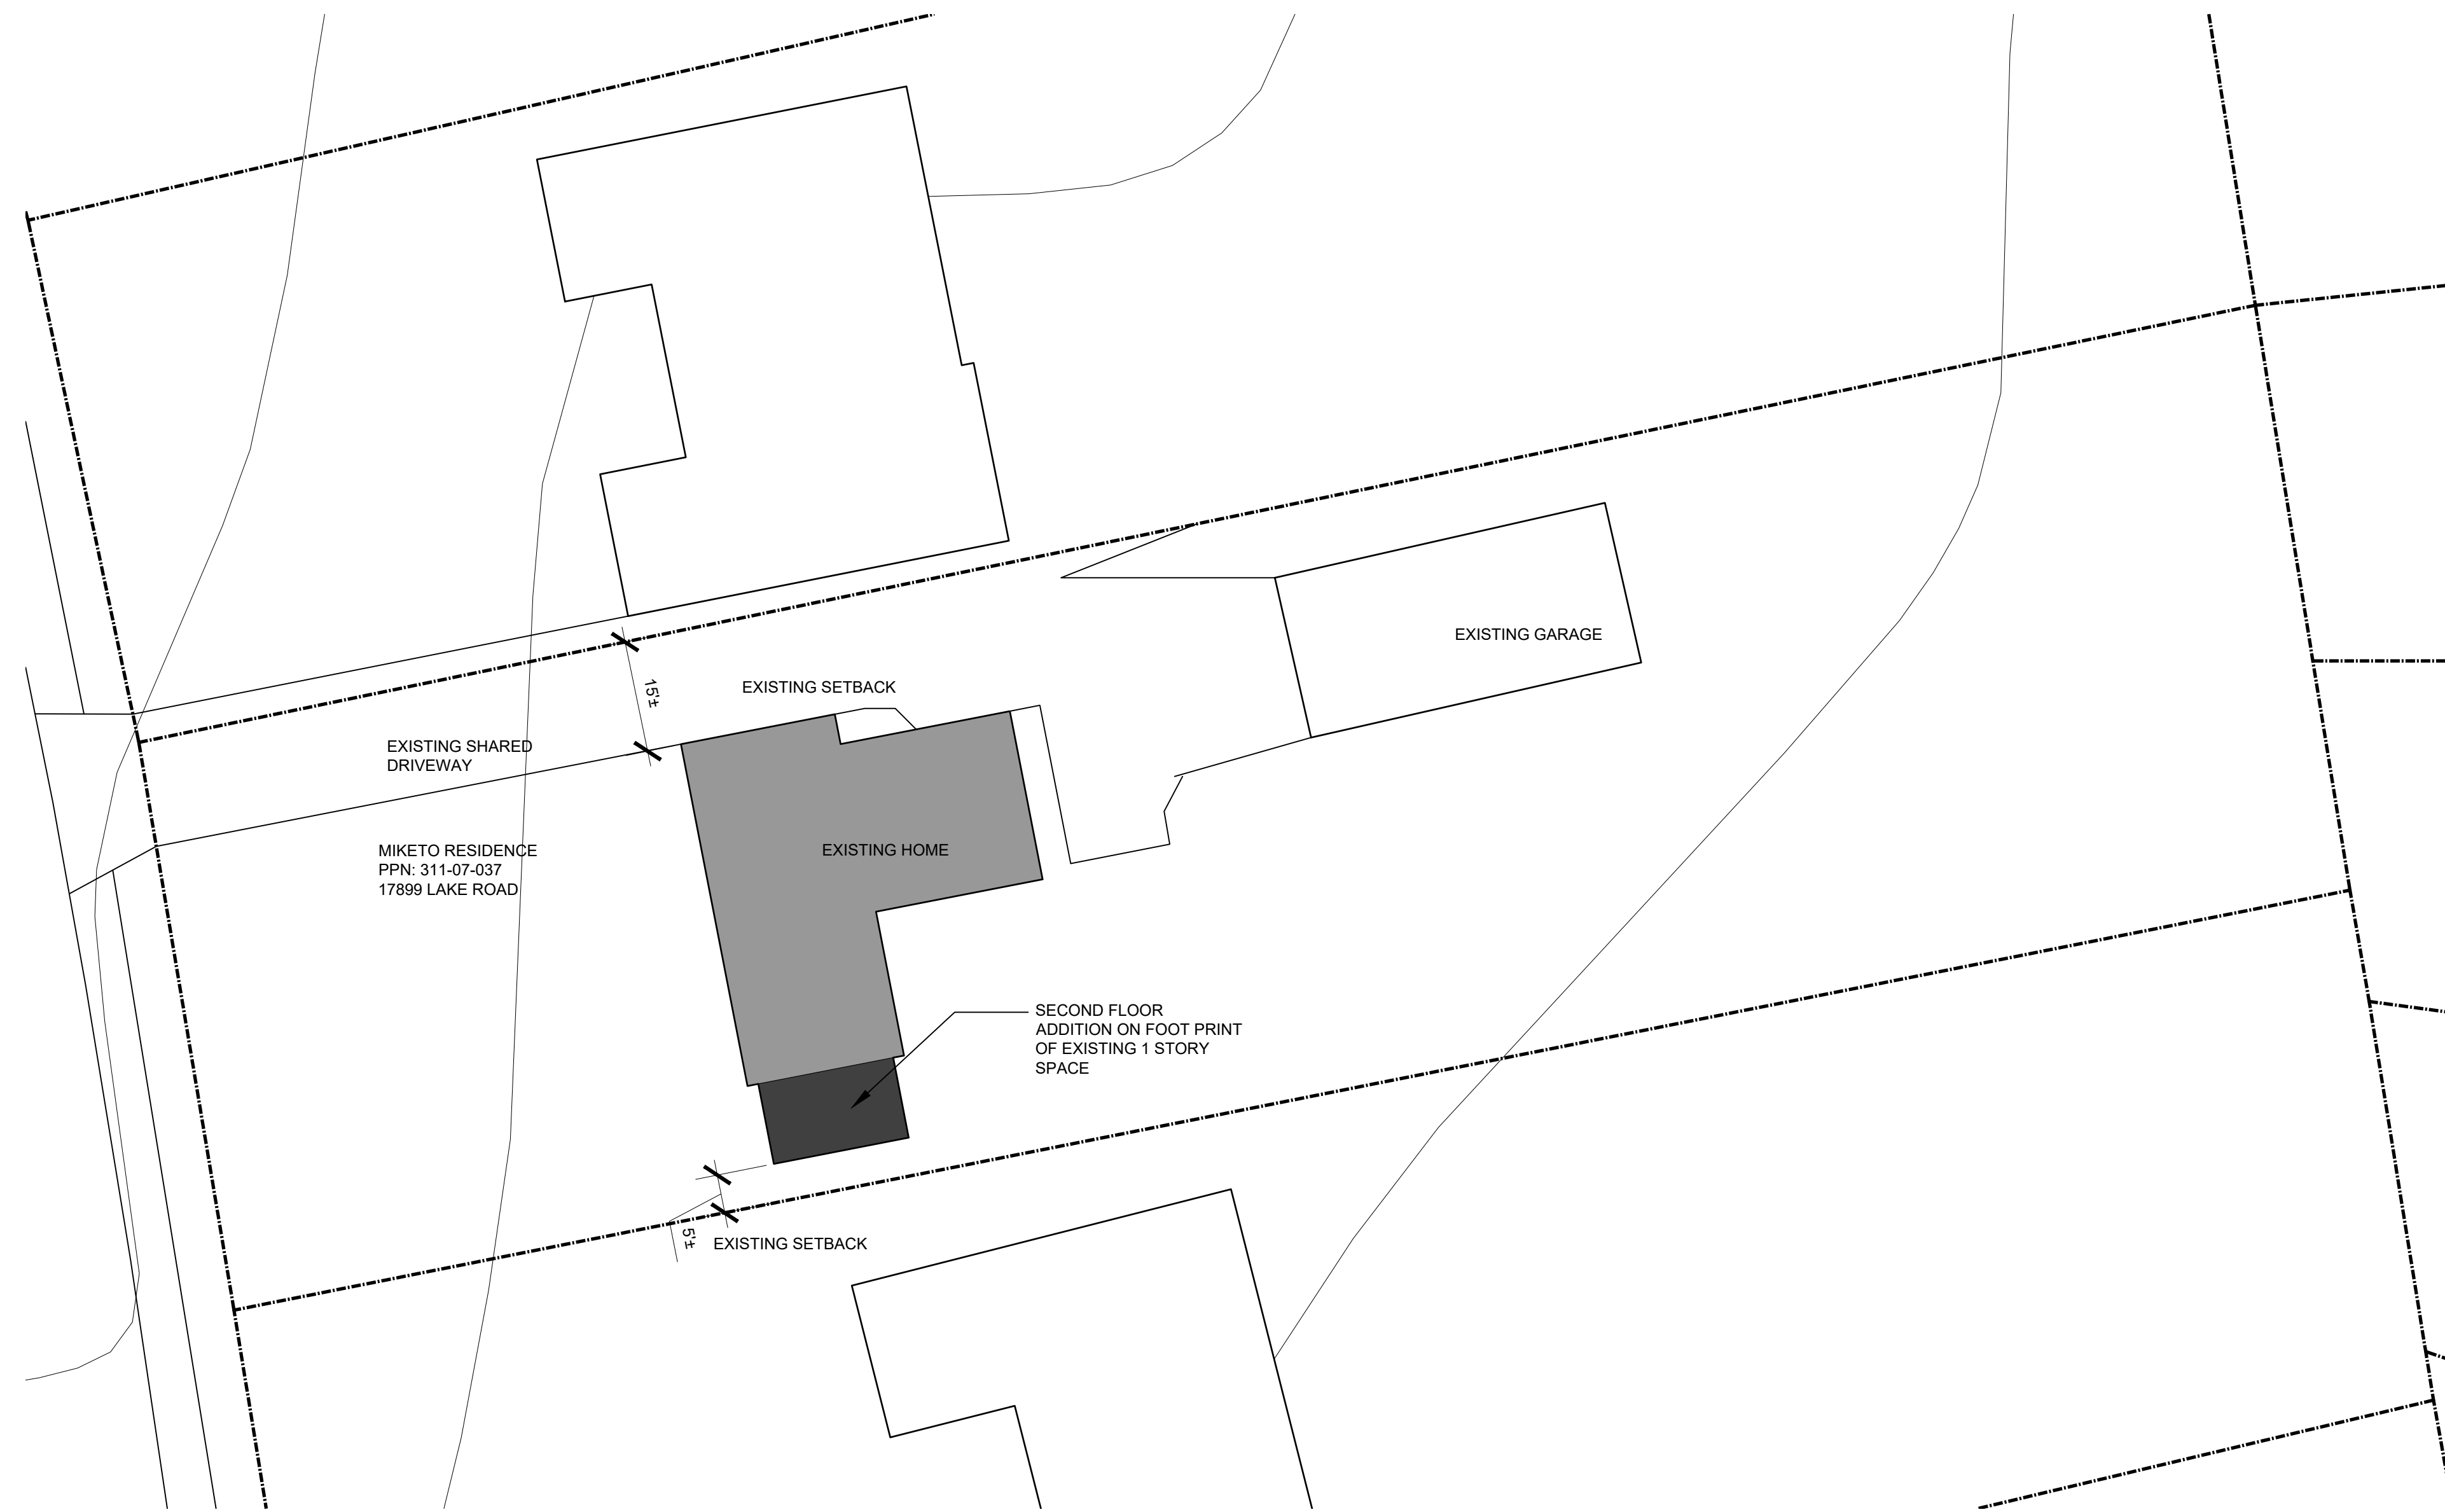 EXISTING GARAGE
15'±
EXISTING SETBACK
EXISTING SHARED
DRIVEWAY
MIKETO RESIDENCE
PPN: 311-07-037
17899 LAKE ROAD
EXISTING HOME
SECOND FLOOR
ADDITION ON FOOT PRINT
OF EXISTING 1 STORY
SPACE
5'±
EXISTING SETBACK